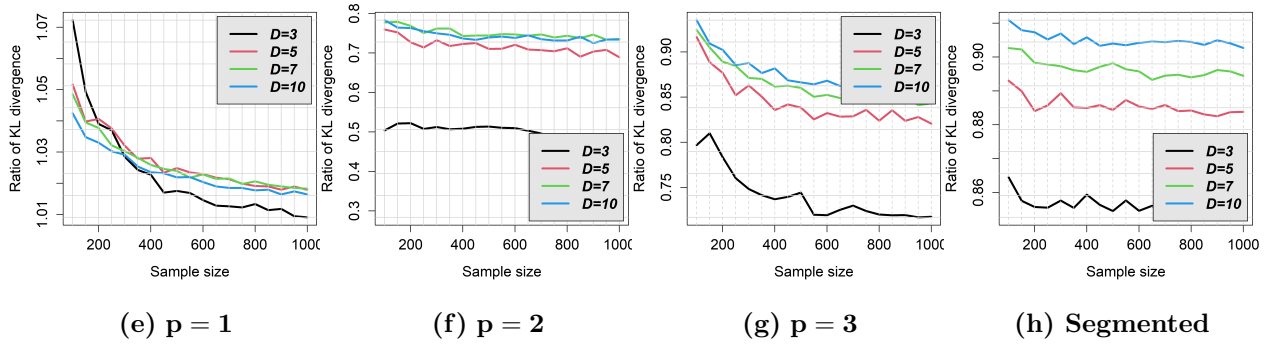 Ratio of KL divergence
1.01 1.03 1.05 1.07
200 400 600 800 1000
Sample size
D=3
D=5
D=7
D=10
(e) p = 1
Ratio of KL divergence
0.3 0.4 0.5 0.6 0.7 0.8
200 400 600 800 1000
Sample size
D=3
D=5
D=7
D=10
(f) p = 2
Ratio of KL divergence
0.75 0.80 0.85 0.90
200 400 600 800 1000
Sample size
D=3
D=5
D=7
D=10
(g) p = 3
Ratio of KL divergence
0.86 0.88 0.90
200 400 600 800 1000
Sample size
D=3
D=5
D=7
D=10
(h) Segmented